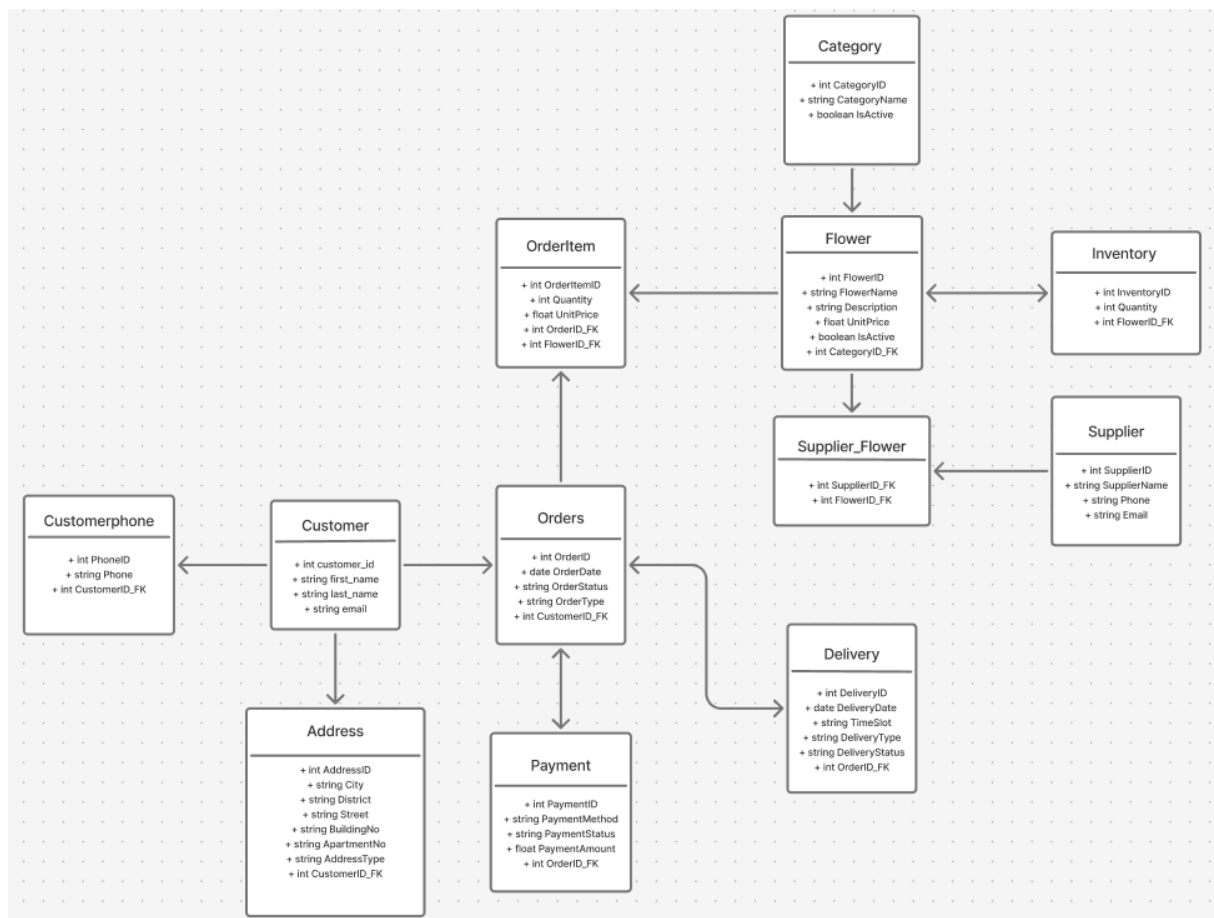 Category
+ int CategoryID
+ string CategoryName
+ boolean IsActive
OrderItem
+ int OrderItemID
+ int Quantity
+ float UnitPrice
+ int OrderID_FK
+ int FlowerID_FK
Flower
+ int FlowerID
+ string FlowerName
+ string Description
+ float UnitPrice
+ boolean IsActive
+ int CategoryID_FK
Inventory
+ int InventoryID
+ int Quantity
+ int FlowerID_FK
Supplier_Flower
+ int SupplierID_FK
+ int FlowerID_FK
Supplier
+ int SupplierID
+ string SupplierName
+ string Phone
+ string Email
Customerphone
+ int PhoneID
+ string Phone
+ int CustomerID_FK
Customer
+ int customer_id
+ string first_name
+ string last_name
+ string email
Orders
+ int OrderID
+ date OrderDate
+ string OrderStatus
+ string OrderType
+ int CustomerID_FK
Delivery
+ int DeliveryID
+ date DeliveryDate
+ string TimeSlot
+ string DeliveryType
+ string DeliveryStatus
+ int OrderID_FK
Address
+ int AddressID
+ string City
+ string District
+ string Street
+ string BuildingNo
+ string ApartmentNo
+ string AddressType
+ int CustomerID_FK
Payment
+ int PaymentID
+ string PaymentMethod
+ string PaymentStatus
+ float PaymentAmount
+ int OrderID_FK